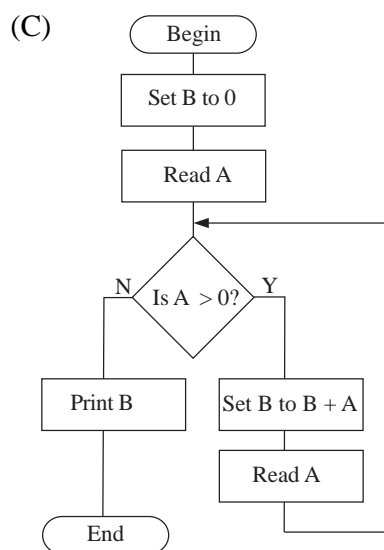 (C)
Begin
Set B to 0
Read A
Is A > 0?
N
Y
Print B
Set B to B + A
Read A
End